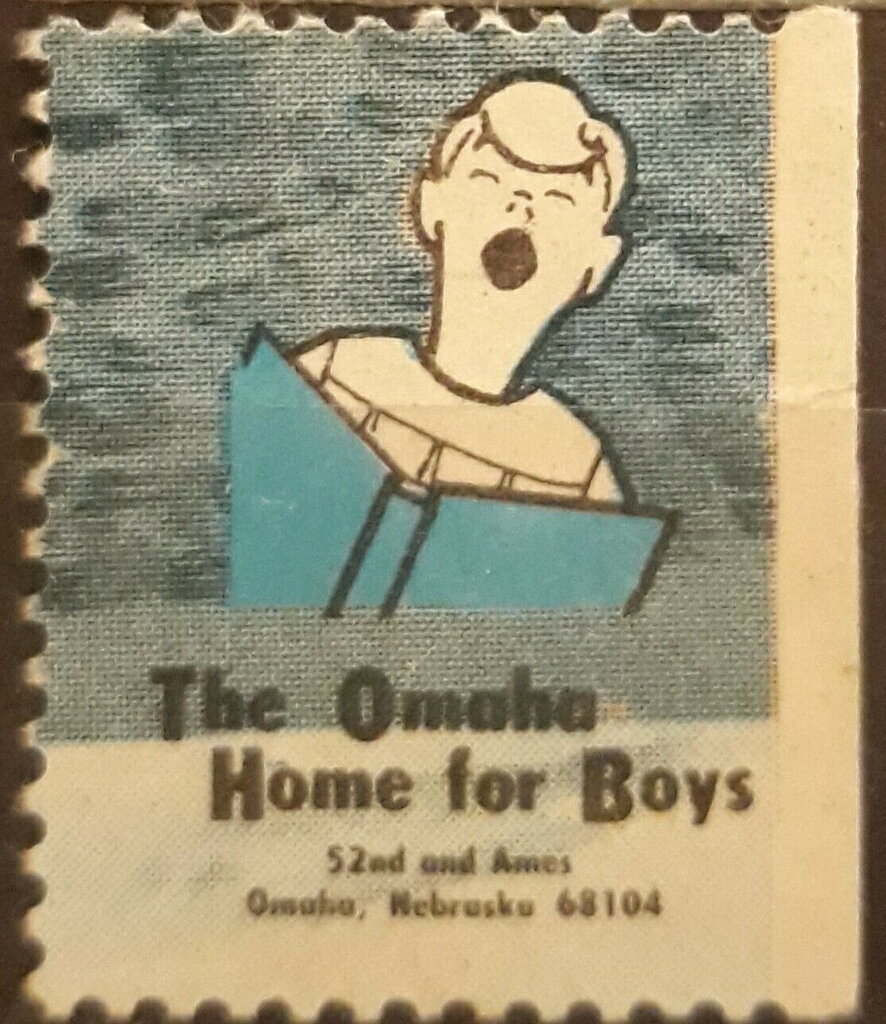 The Omaha
Home for Boys
52nd and Ames
Omaha, Nebraska 68104